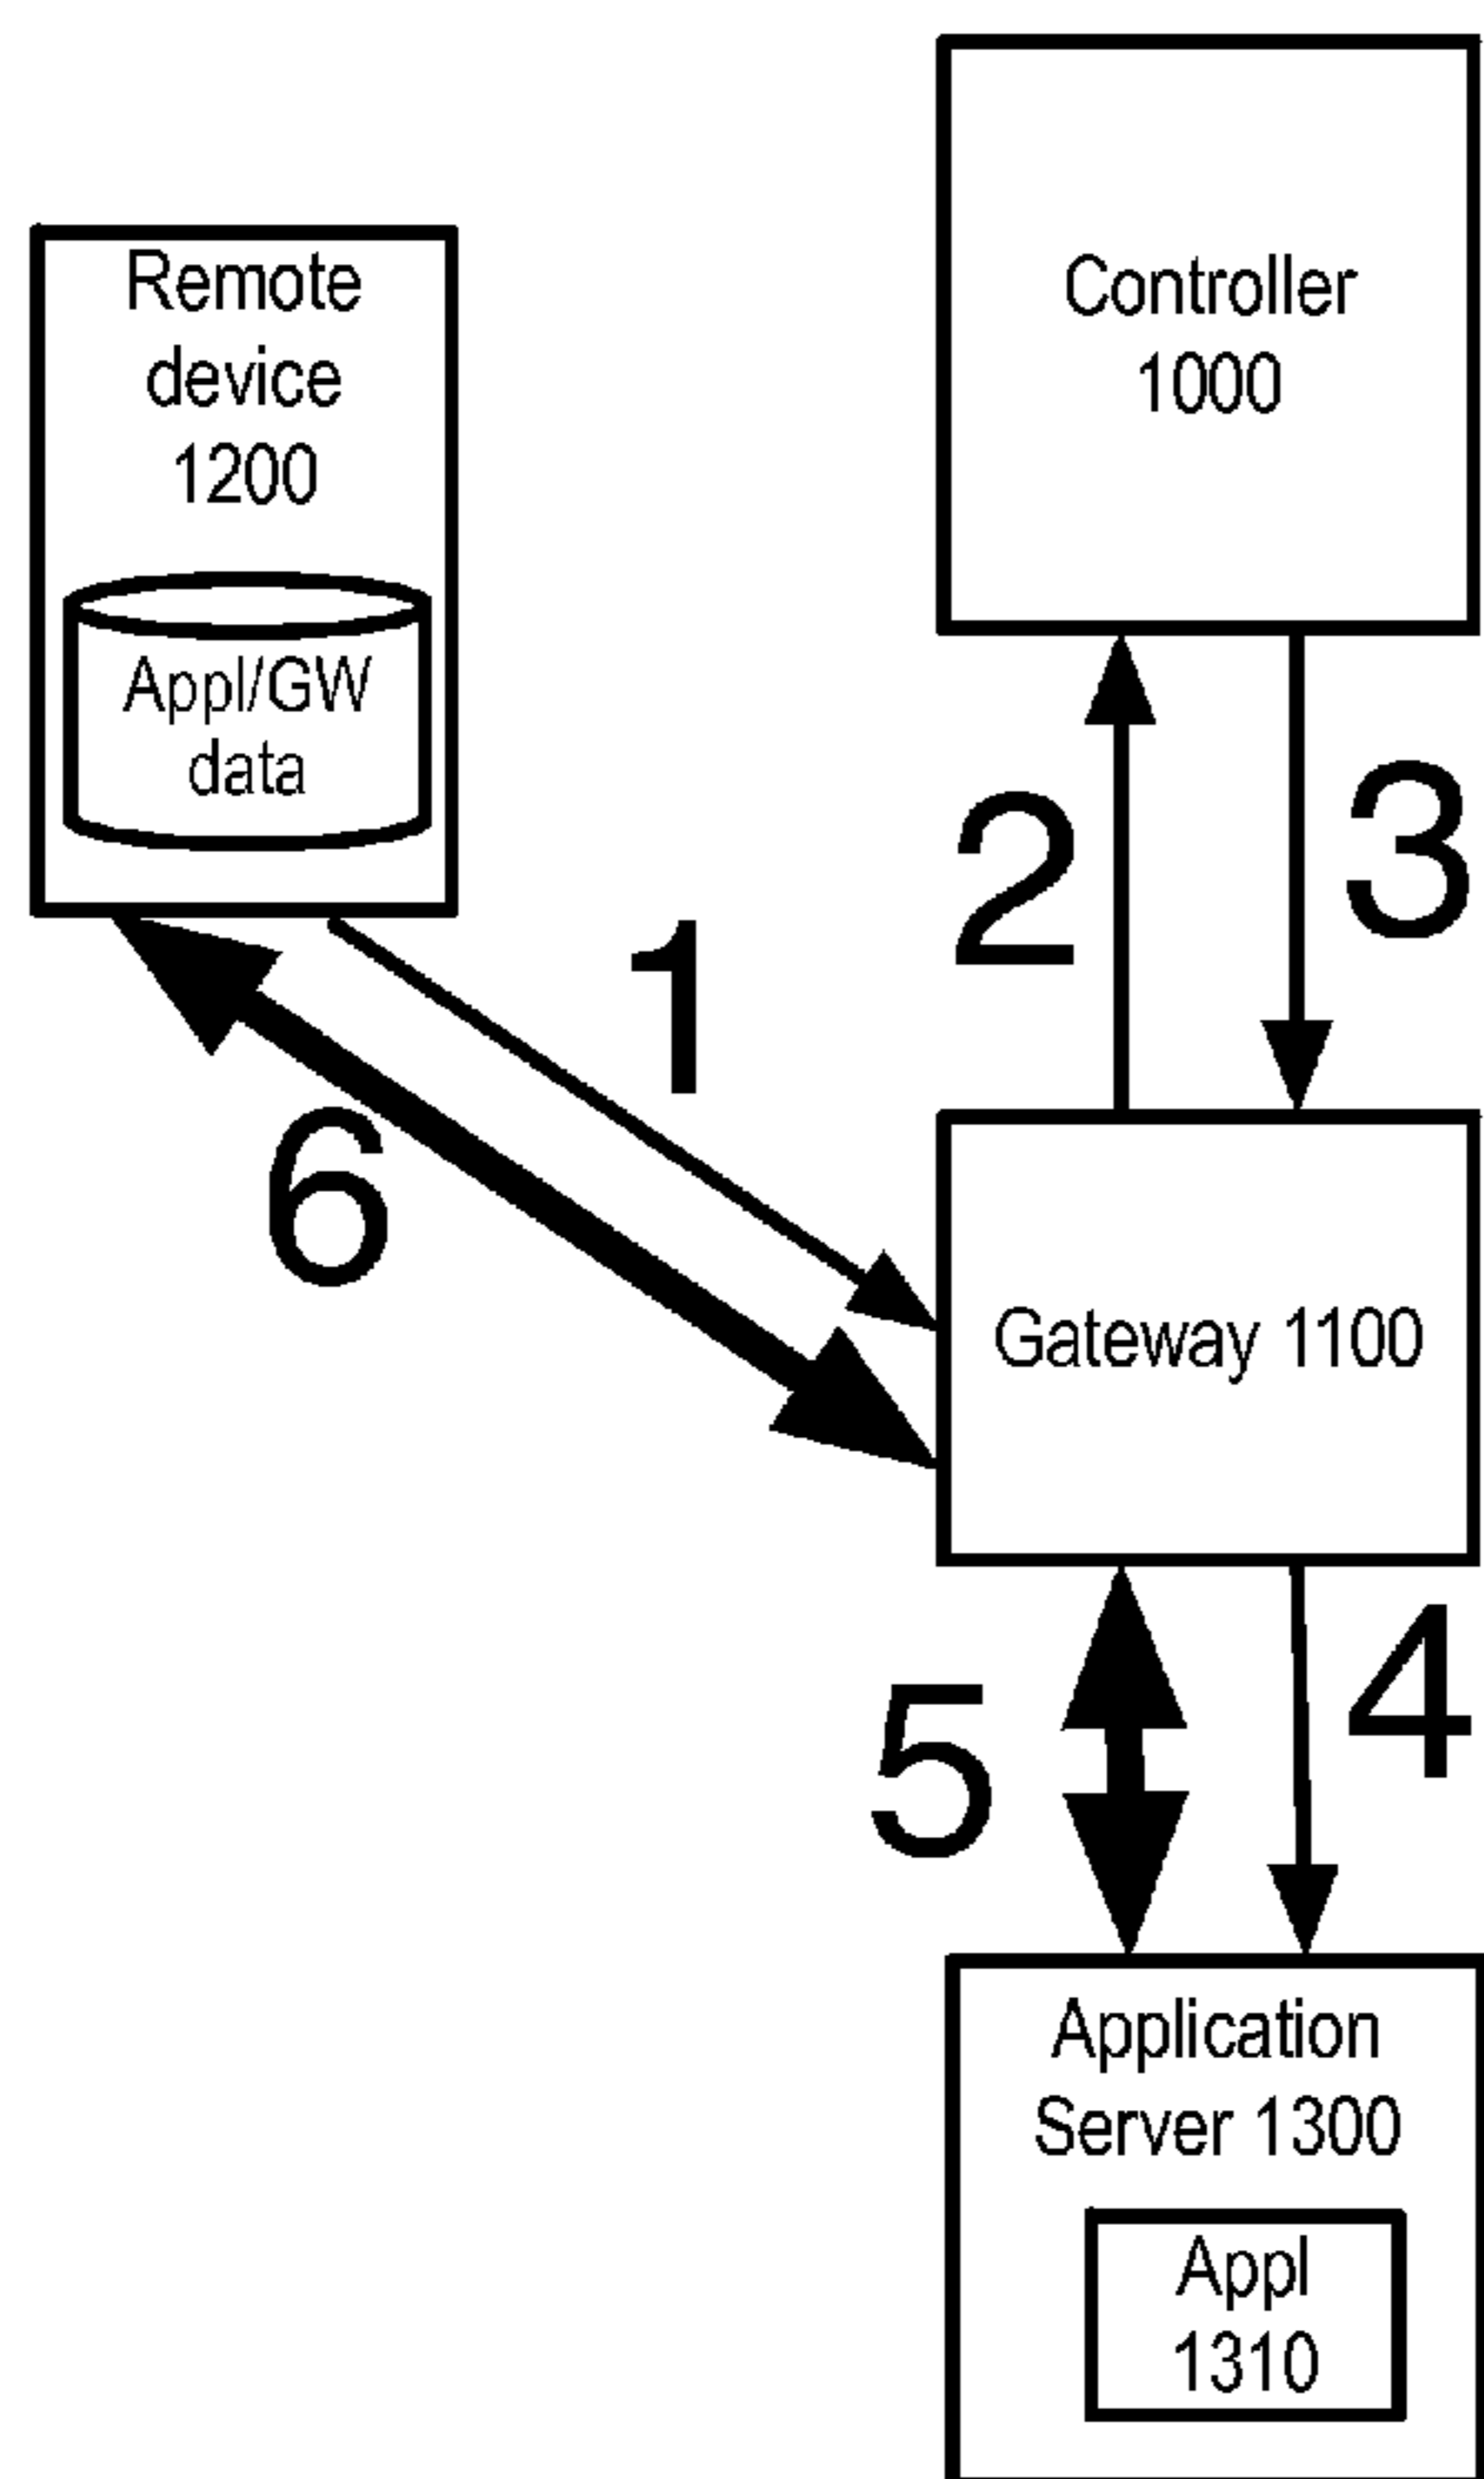 Controller
1000
Remote
device
1200
Appl/GW
data
2
3
1
6
Gateway 1100
5
4
Application
Server 1300
Appl
1310